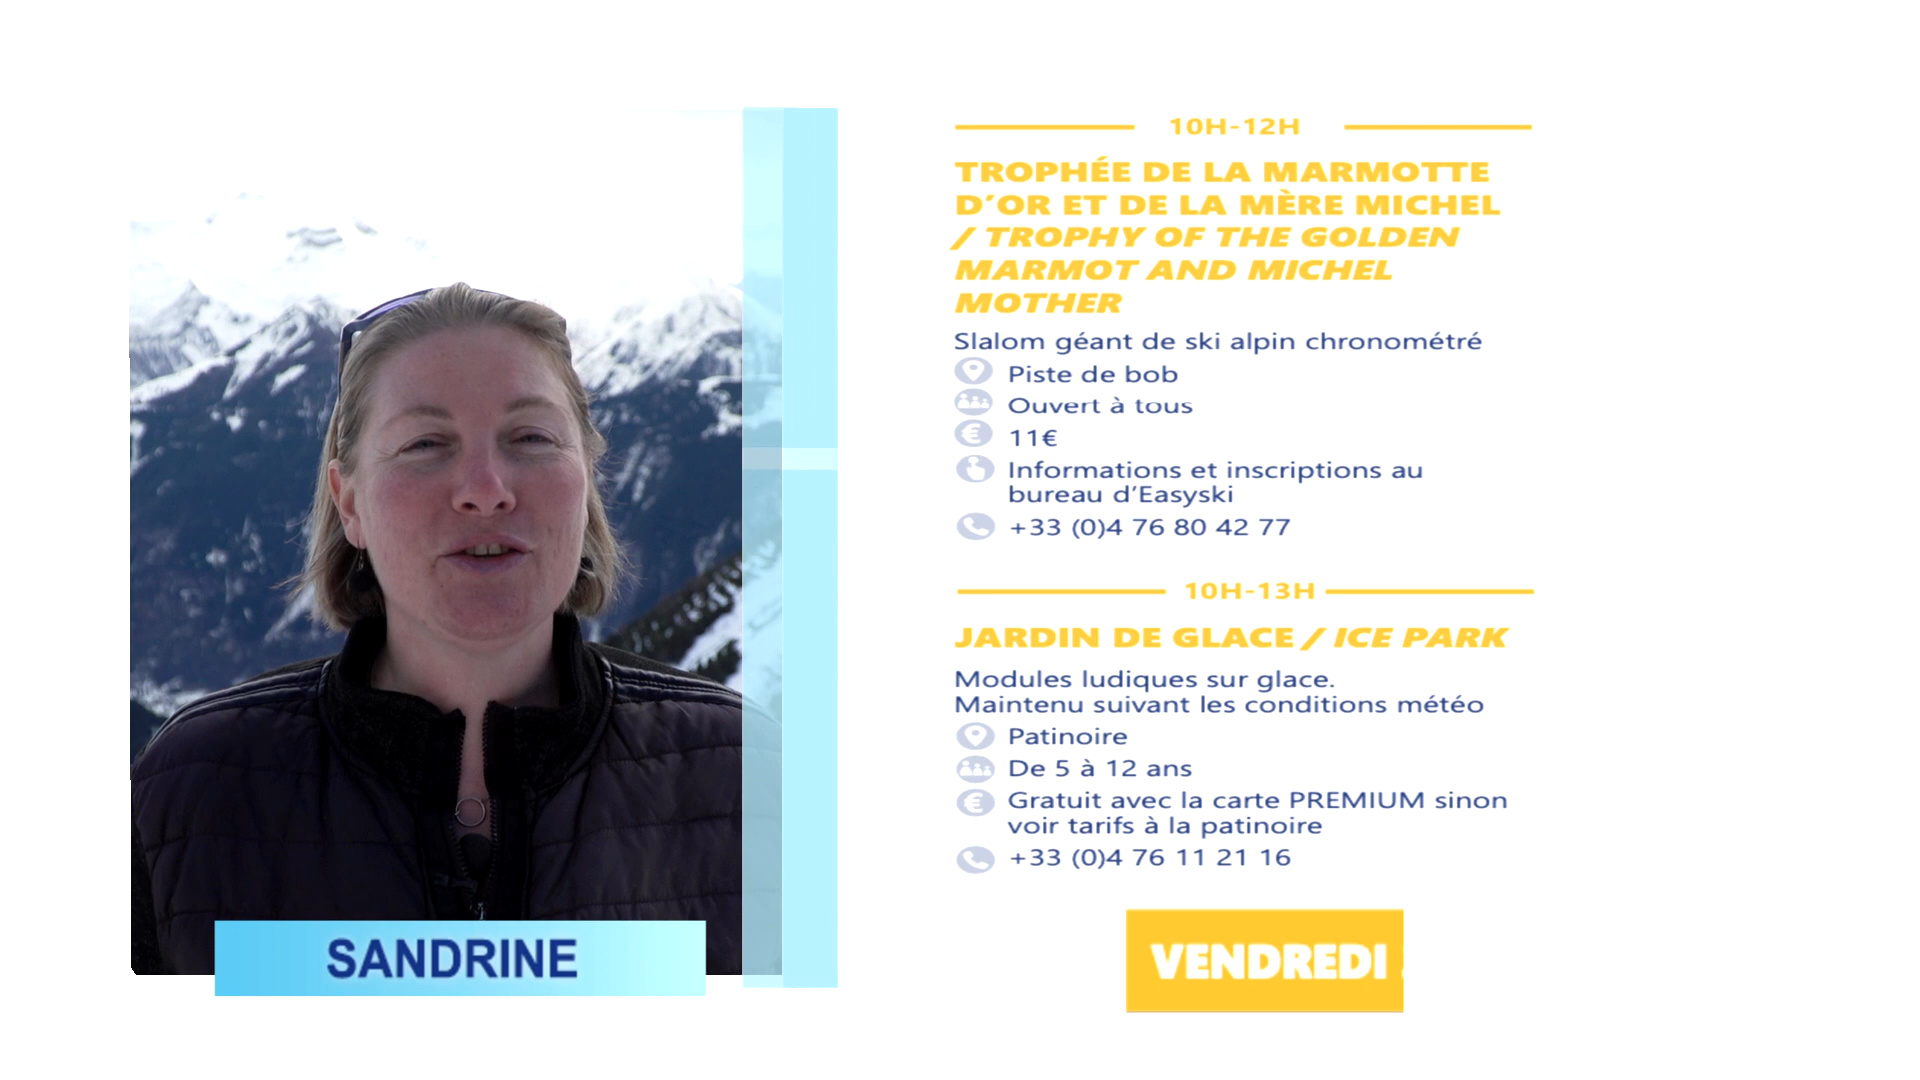 10H-12H
TROPHÉE DE LA MARMOTTE
D'OR ET DE LA MÈRE MICHEL
/ TROPHY OF THE GOLDEN
MARMOT AND MICHEL
MOTHER
Slalom géant de ski alpin chronométré
Piste de bob
Ouvert à tous
11€
Informations et inscriptions au
bureau d'Easyski
+33 (0)4 76 80 42 77
10H-13H
JARDIN DE GLACE / ICE PARK
Modules ludiques sur glace.
Maintenu suivant les conditions météo
Patinoire
De 5 à 12 ans
Gratuit avec la carte PREMIUM sinon
voir tarifs à la patinoire
+33 (0)4 76 11 21 16
SANDRINE
VENDREDI